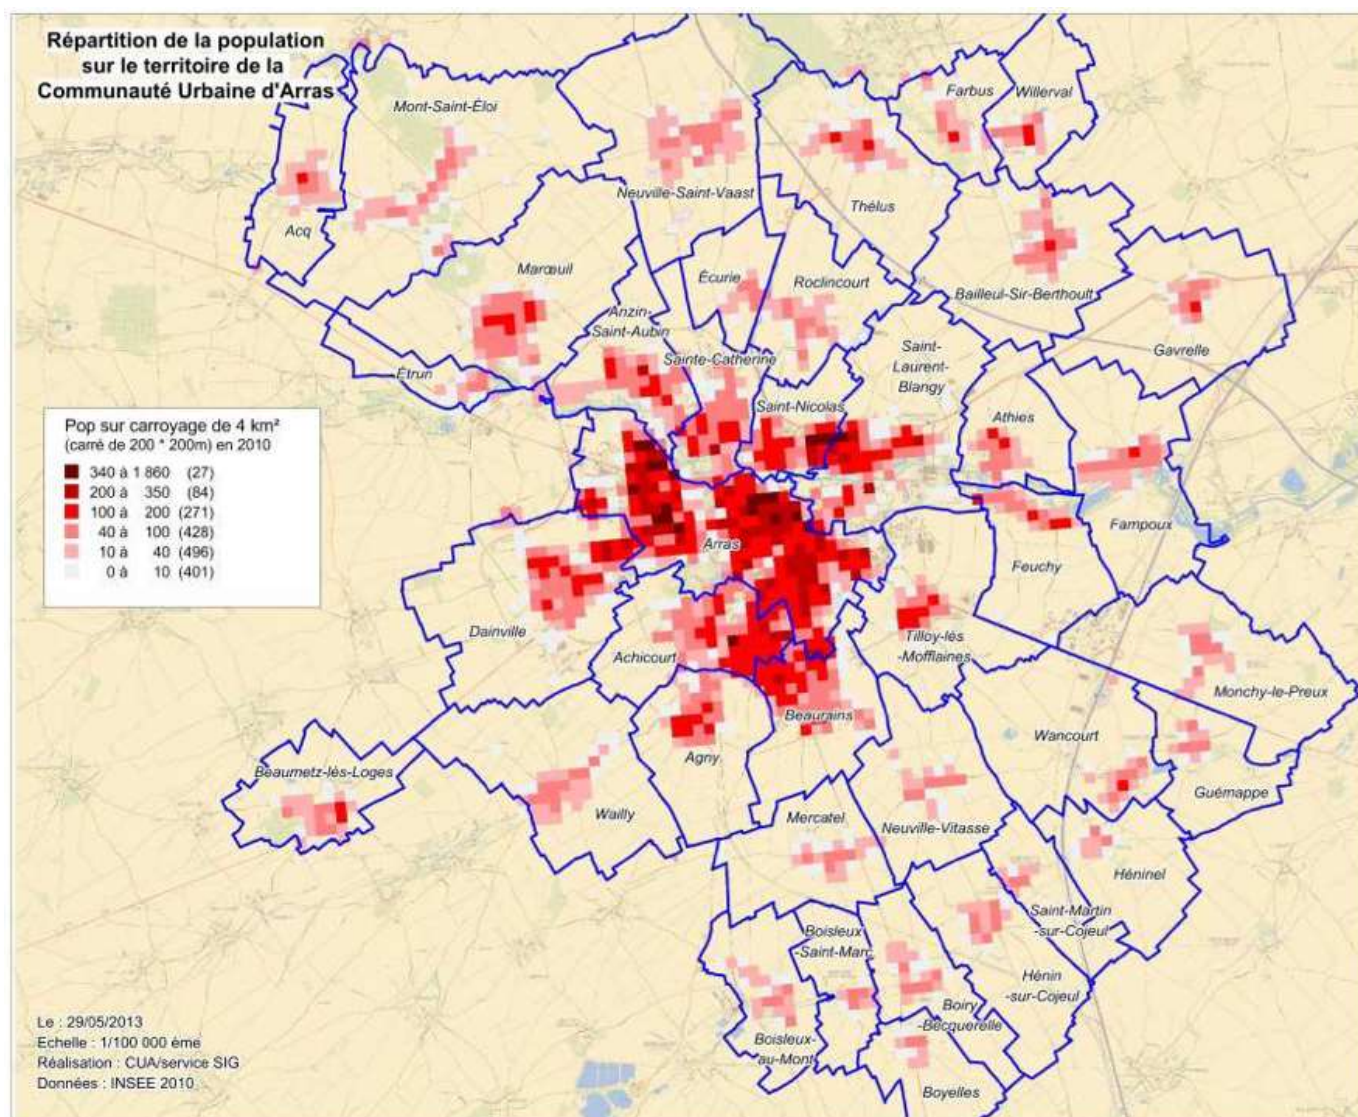 Répartition de la population
sur le territoire de la
Communauté Urbaine d'Arras
Mont-Saint-Éloi
Farbus
Willerval
Neuville-Saint-Vaast
Thélus
Acq
Marœuil
Écurie
Roclincourt
Bailleul-Sir-Berthoult
Anzin-
Saint-Aubin
Sainte-Catherine
Saint-
Laurent-
Blangy
Gavrelle
Étrun
Saint-Nicolas
Athies
Pop sur carroyage de 4 km²
(carré de 200 * 200m) en 2010
340 à 1 860 (27)
200 à 350 (84)
100 à 200 (271)
40 à 100 (428)
10 à 40 (496)
0 à 10 (401)
Fampoux
Arras
Feuchy
Dainville
Achicourt
Tilloy-lés
-Mofflaines
Monchy-le-Preux
Beaurains
Wancourt
Agny
Beaumetz-lès-Loges
Guémappe
Wailly
Mercatel
Neuville-Vitasse
Héninel
Saint-Martin
-sur-Cojeul
Boisleux
-Saint-Marc
Hénin
-sur-Cojeul
Boiry
-Becquerelle
Boisleux-
au-Mont
Boyelles
Le : 29/05/2013
Echelle : 1/100 000 éme
Réalisation : CUA/service SIG
Données : INSEE 2010